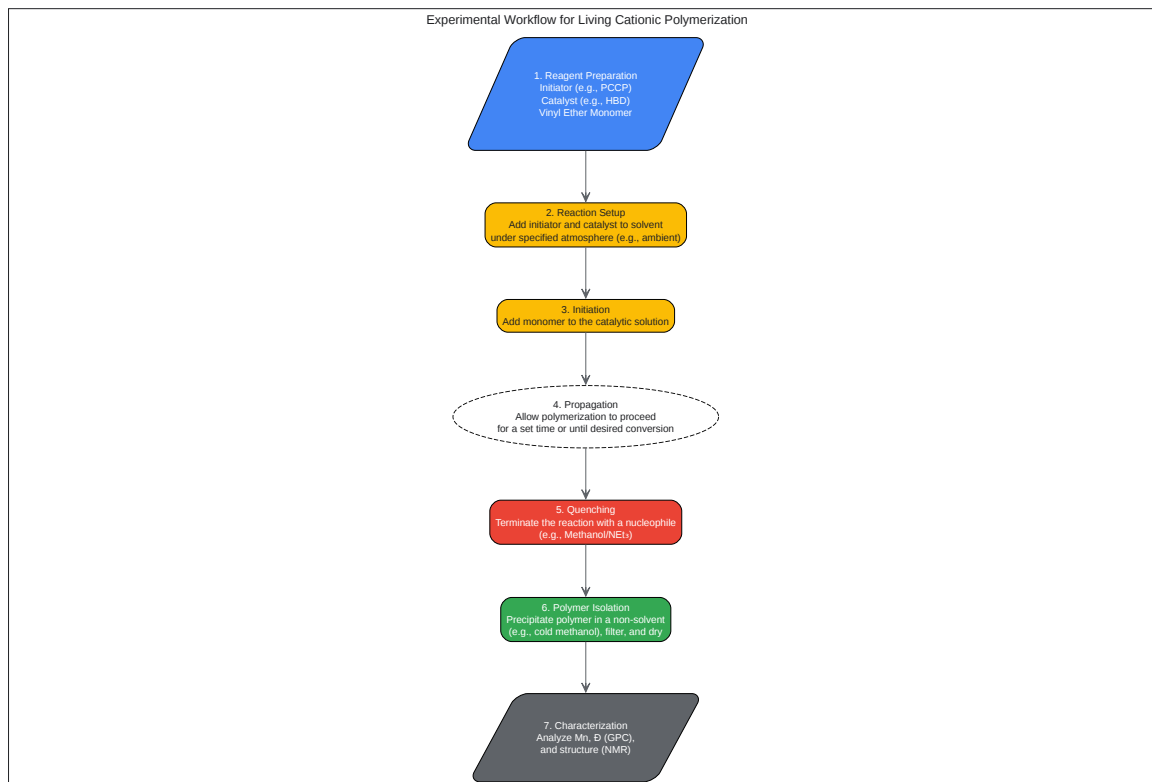 Experimental Workflow for Living Cationic Polymerization
1. Reagent Preparation
Initiator (e.g., PCCP)
Catalyst (e.g., HBD)
Vinyl Ether Monomer
2. Reaction Setup
Add initiator and catalyst to solvent
under specified atmosphere (e.g., ambient)
3. Initiation
Add monomer to the catalytic solution
4. Propagation
Allow polymerization to proceed
for a set time or until desired conversion
5. Quenching
Terminate the reaction with a nucleophile
(e.g., Methanol/NEt₃)
6. Polymer Isolation
Precipitate polymer in a non-solvent
(e.g., cold methanol), filter, and dry
7. Characterization
Analyze Mn, Đ (GPC),
and structure (NMR)